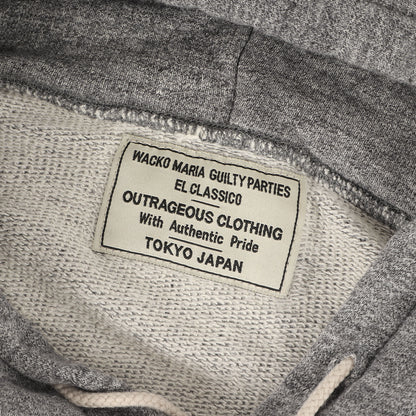 WACKO MARIA GUILTY PARTIES
EL CLASSICO
OUTRAGEOUS CLOTHING
With Authentic Pride
TOKYO JAPAN